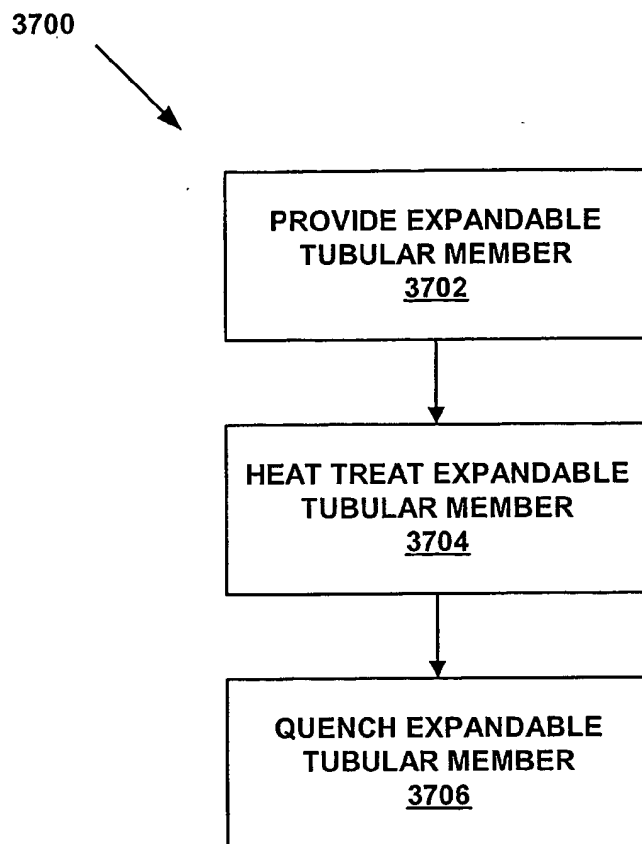 3700
PROVIDE EXPANDABLE
TUBULAR MEMBER
3702
HEAT TREAT EXPANDABLE
TUBULAR MEMBER
3704
QUENCH EXPANDABLE
TUBULAR MEMBER
3706